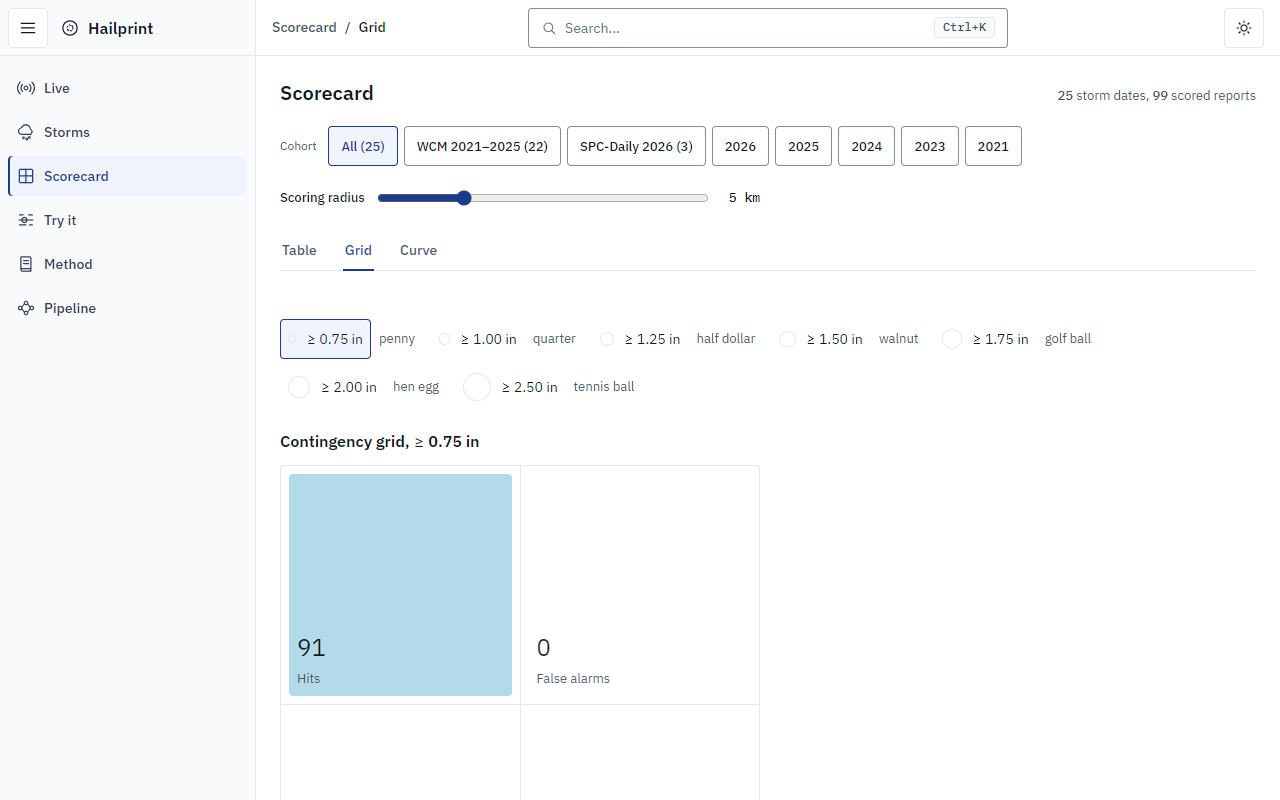 Hailprint
Scorecard / Grid
Search...
Ctrl+K
Live
Storms
Scorecard
Try it
Method
Pipeline
Scorecard
25 storm dates, 99 scored reports
Cohort
All (25)
WCM 2021–2025 (22)
SPC-Daily 2026 (3)
2026
2025
2024
2023
2021
Scoring radius
5 km
Table
Grid
Curve
≥ 0.75 in penny
≥ 1.00 in quarter
≥ 1.25 in half dollar
≥ 1.50 in walnut
≥ 1.75 in golf ball
≥ 2.00 in hen egg
≥ 2.50 in tennis ball
Contingency grid, ≥ 0.75 in
91
Hits
0
False alarms